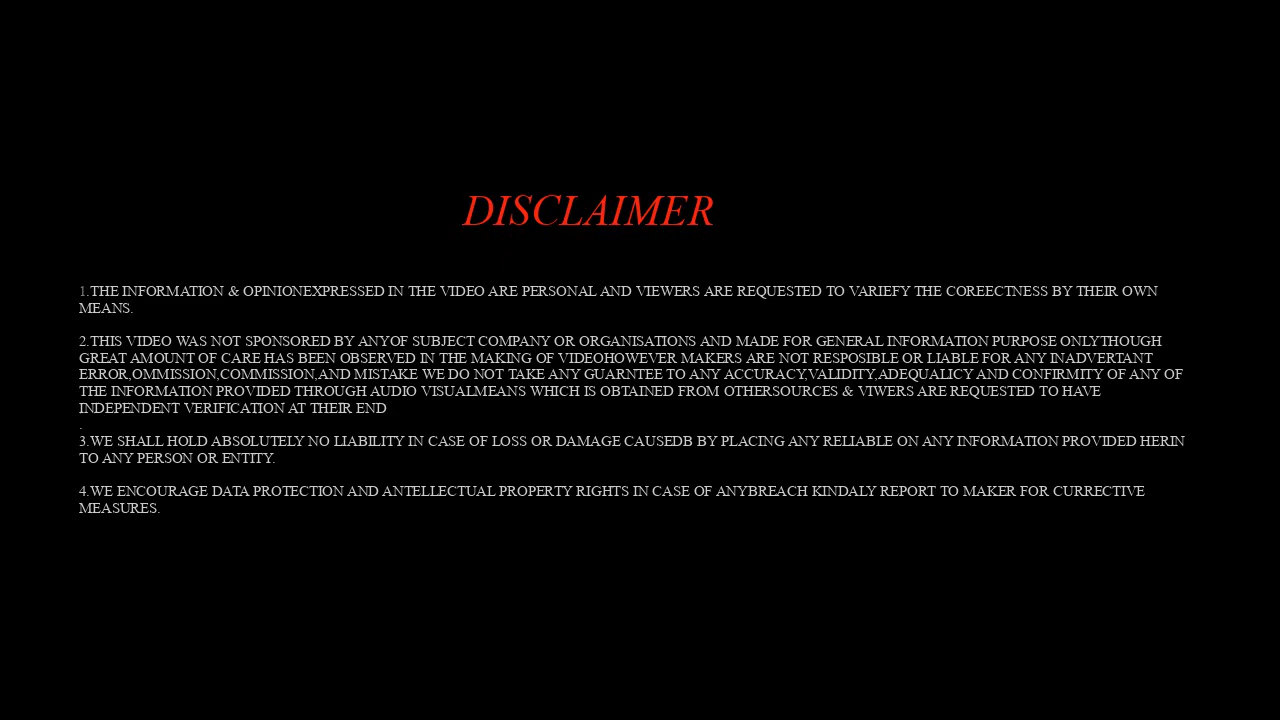 DISCLAIMER
1.THE INFORMATION & OPINIONEXPRESSED IN THE VIDEO ARE PERSONAL AND VIEWERS ARE REQUESTED TO VARIEFY THE COREECTNESS BY THEIR OWN
MEANS.
2.THIS VIDEO WAS NOT SPONSORED BY ANYOF SUBJECT COMPANY OR ORGANISATIONS AND MADE FOR GENERAL INFORMATION PURPOSE ONLYTHOUGH
GREAT AMOUNT OF CARE HAS BEEN OBSERVED IN THE MAKING OF VIDEOHOWEVER MAKERS ARE NOT RESPOSIBLE OR LIABLE FOR ANY INADVERTANT
ERROR,OMMISSION,COMMISSION,AND MISTAKE WE DO NOT TAKE ANY GUARNTEE TO ANY ACCURACY,VALIDITY,ADEQUALICY AND CONFIRMITY OF ANY OF
THE INFORMATION PROVIDED THROUGH AUDIO VISUALMEANS WHICH IS OBTAINED FROM OTHERSOURCES & VIWERS ARE REQUESTED TO HAVE
INDEPENDENT VERIFICATION AT THEIR END
.
3.WE SHALL HOLD ABSOLUTELY NO LIABILITY IN CASE OF LOSS OR DAMAGE CAUSEDB BY PLACING ANY RELIABLE ON ANY INFORMATION PROVIDED HERIN
TO ANY PERSON OR ENTITY.
4.WE ENCOURAGE DATA PROTECTION AND ANTELLECTUAL PROPERTY RIGHTS IN CASE OF ANYBREACH KINDALY REPORT TO MAKER FOR CURRECTIVE
MEASURES.